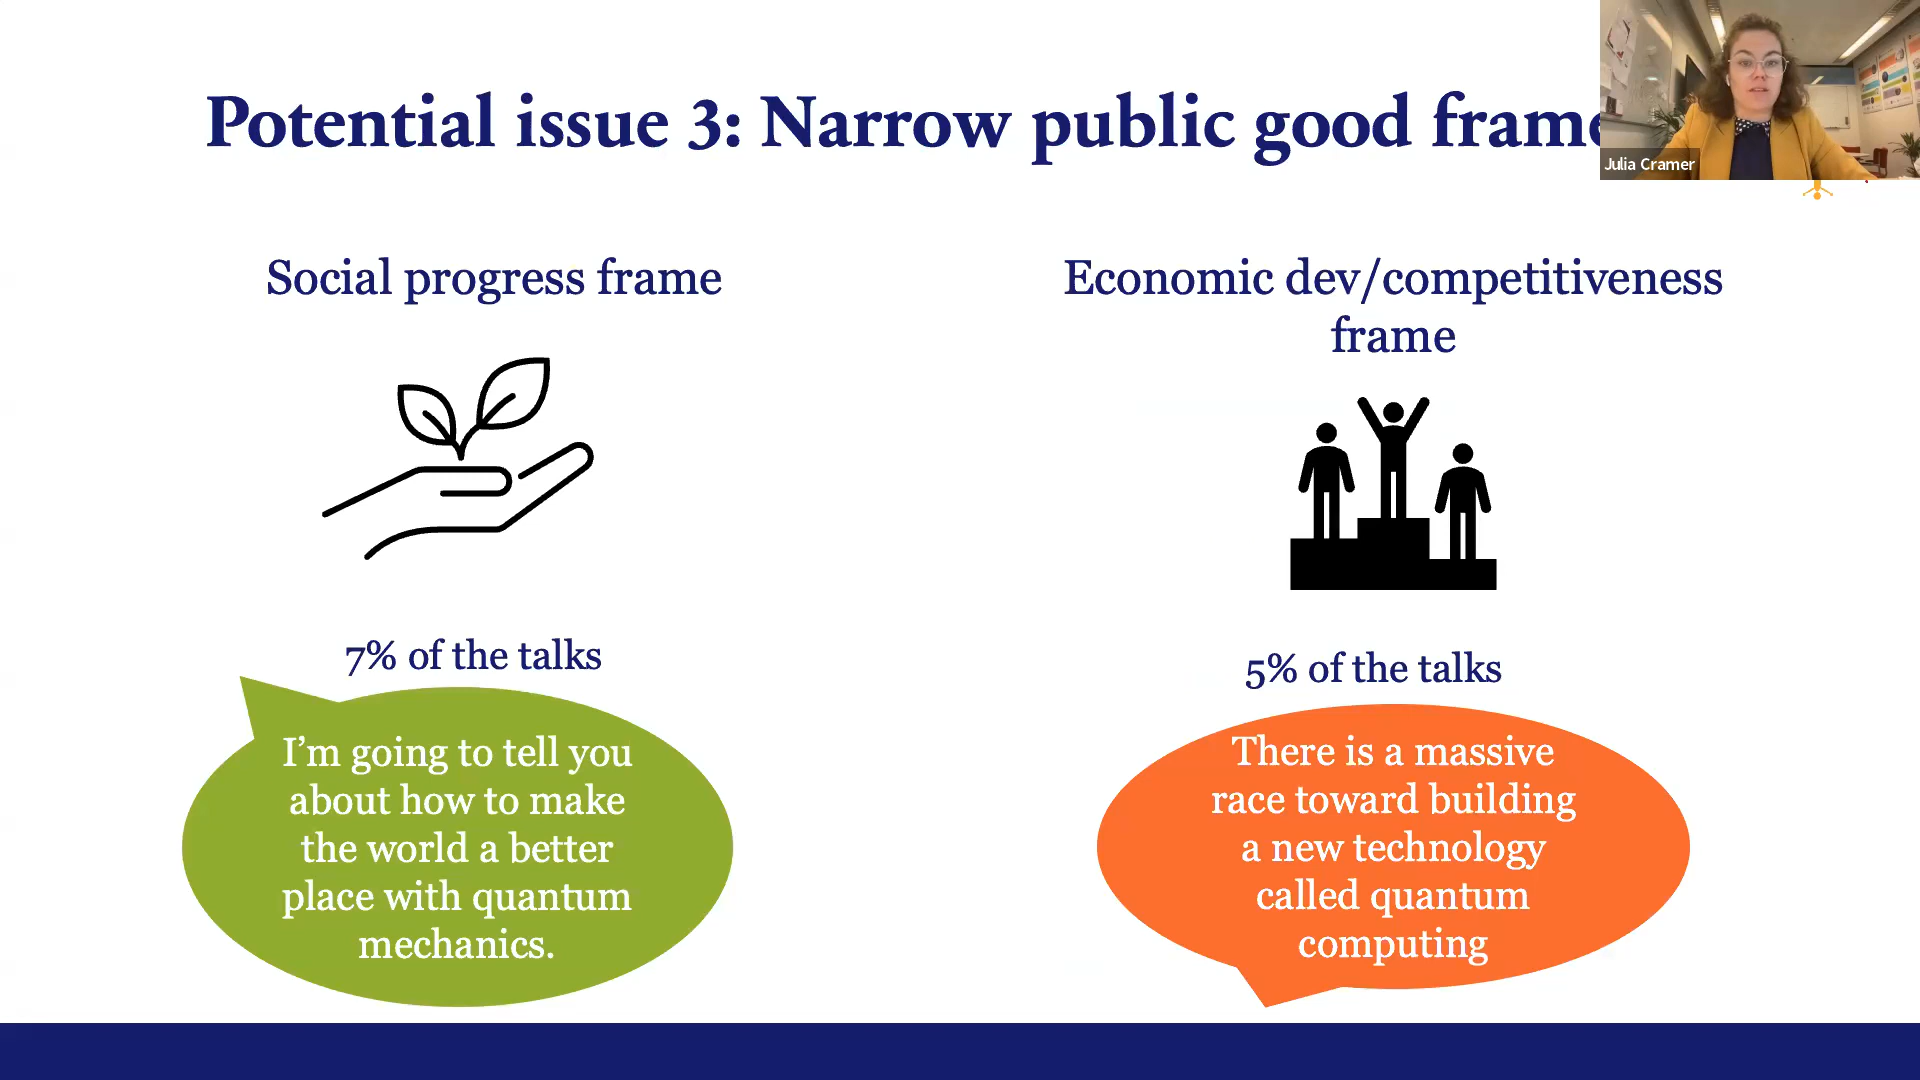 Potential issue 3: Narrow public good frame
Julia Cramer
Social progress frame
Economic dev/competitiveness
frame
7% of the talks
5% of the talks
I’m going to tell you
about how to make
the world a better
place with quantum
mechanics.
There is a massive
race toward building
a new technology
called quantum
computing